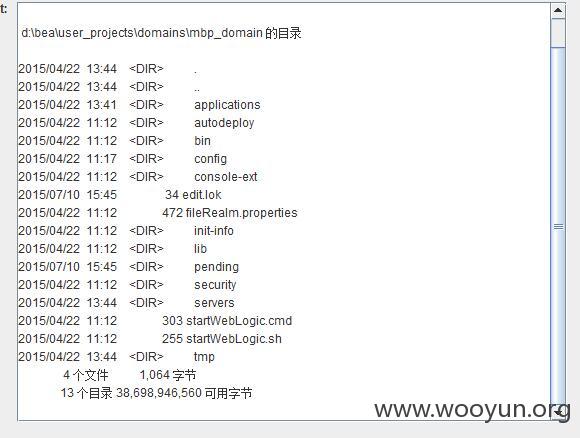 t:
d:\bea\user_projects\domains\mbp_domain 的目录
2015/04/22 13:44 <DIR> .
2015/04/22 13:44 <DIR> ..
2015/04/22 13:41 <DIR> applications
2015/04/22 11:12 <DIR> autodeploy
2015/04/22 11:12 <DIR> bin
2015/04/22 11:17 <DIR> config
2015/04/22 11:12 <DIR> console-ext
2015/07/10 15:45 34 edit.lok
2015/04/22 11:12 472 fileRealm.properties
2015/04/22 11:12 <DIR> init-info
2015/04/22 11:12 <DIR> lib
2015/07/10 15:45 <DIR> pending
2015/04/22 11:12 <DIR> security
2015/04/22 13:44 <DIR> servers
2015/04/22 11:12 303 startWebLogic.cmd
2015/04/22 11:12 255 startWebLogic.sh
2015/04/22 13:44 <DIR> tmp
4 个文件 1,064 字节
13 个目录 38,698,946,560 可用字节
www.wooyun.org